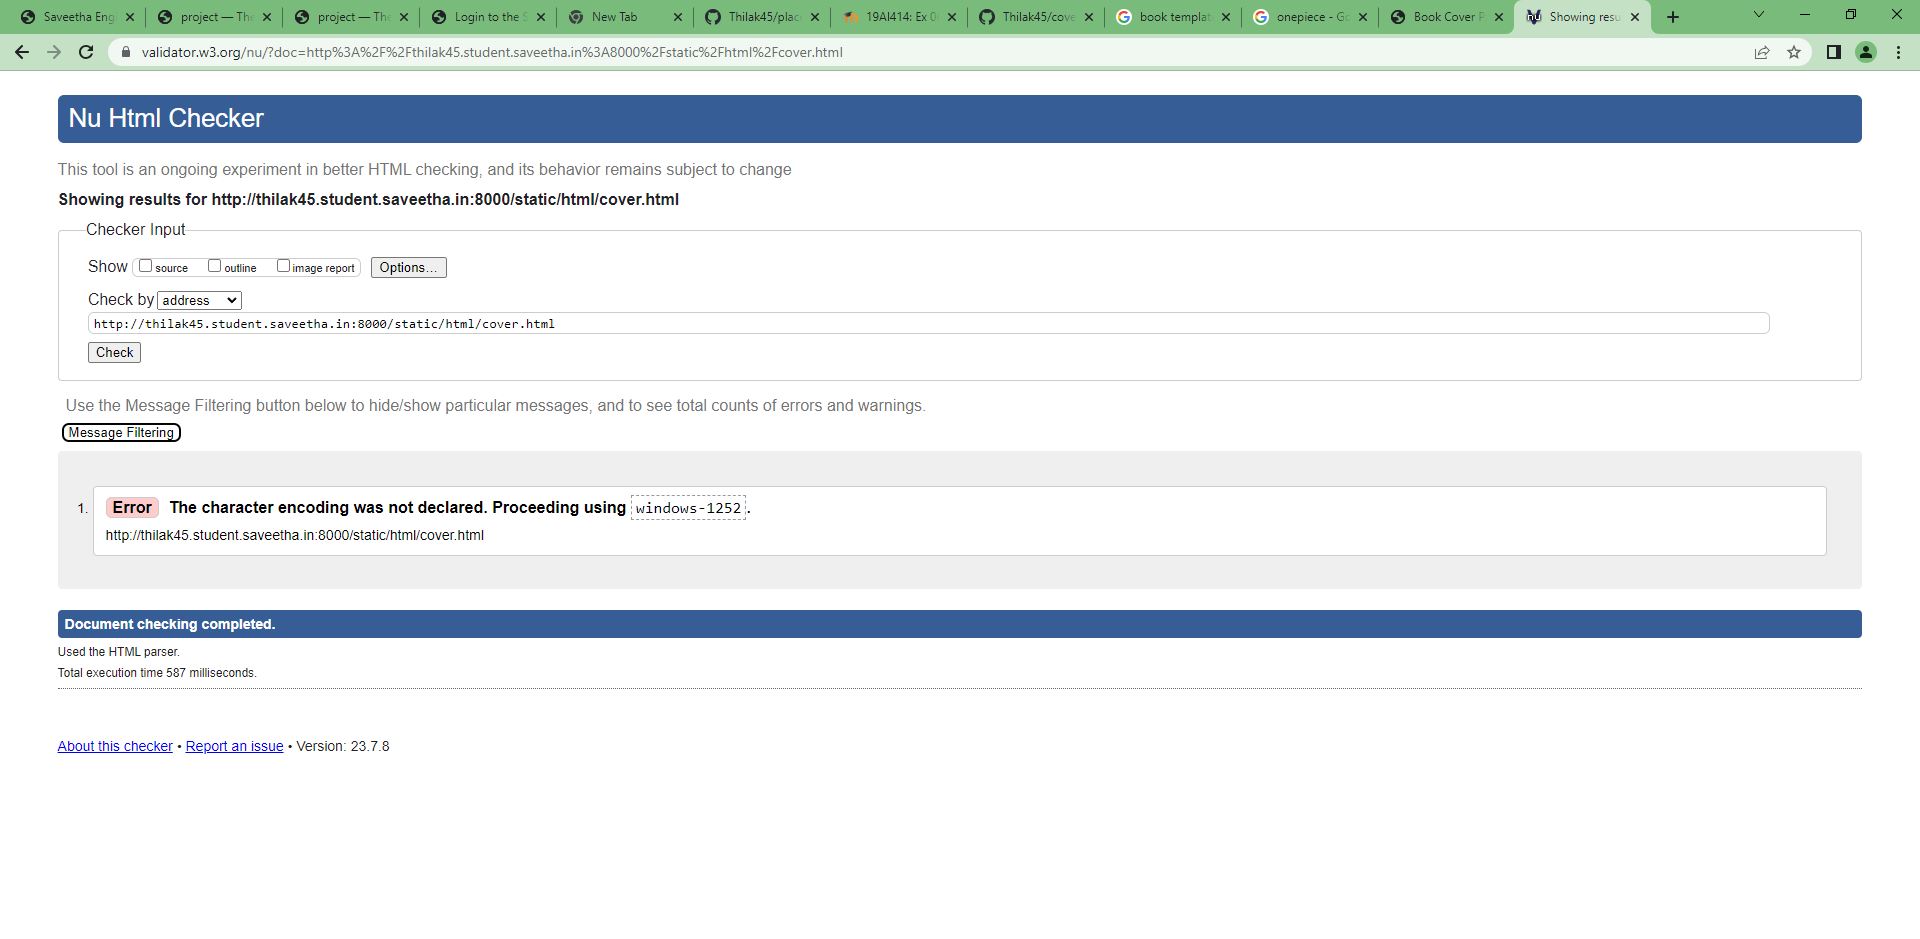 Saveetha Eng
project — The
project — The
Login to the S
New Tab
Thilak45/plac
19AI414: Ex 0
Thilak45/cove
book templat
onepiece - Go
Book Cover P
Showing resu
validator.w3.org/nu/?doc=http%3A%2F%2Fthilak45.student.saveetha.in%3A8000%2Fstatic%2Fhtml%2Fcover.html
Nu Html Checker
This tool is an ongoing experiment in better HTML checking, and its behavior remains subject to change
Showing results for http://thilak45.student.saveetha.in:8000/static/html/cover.html
Checker Input
Show source outline image report Options...
Check by address
http://thilak45.student.saveetha.in:8000/static/html/cover.html
Check
Use the Message Filtering button below to hide/show particular messages, and to see total counts of errors and warnings.
Message Filtering
1. Error The character encoding was not declared. Proceeding using windows-1252.
http://thilak45.student.saveetha.in:8000/static/html/cover.html
Document checking completed.
Used the HTML parser.
Total execution time 587 milliseconds.
About this checker • Report an issue • Version: 23.7.8